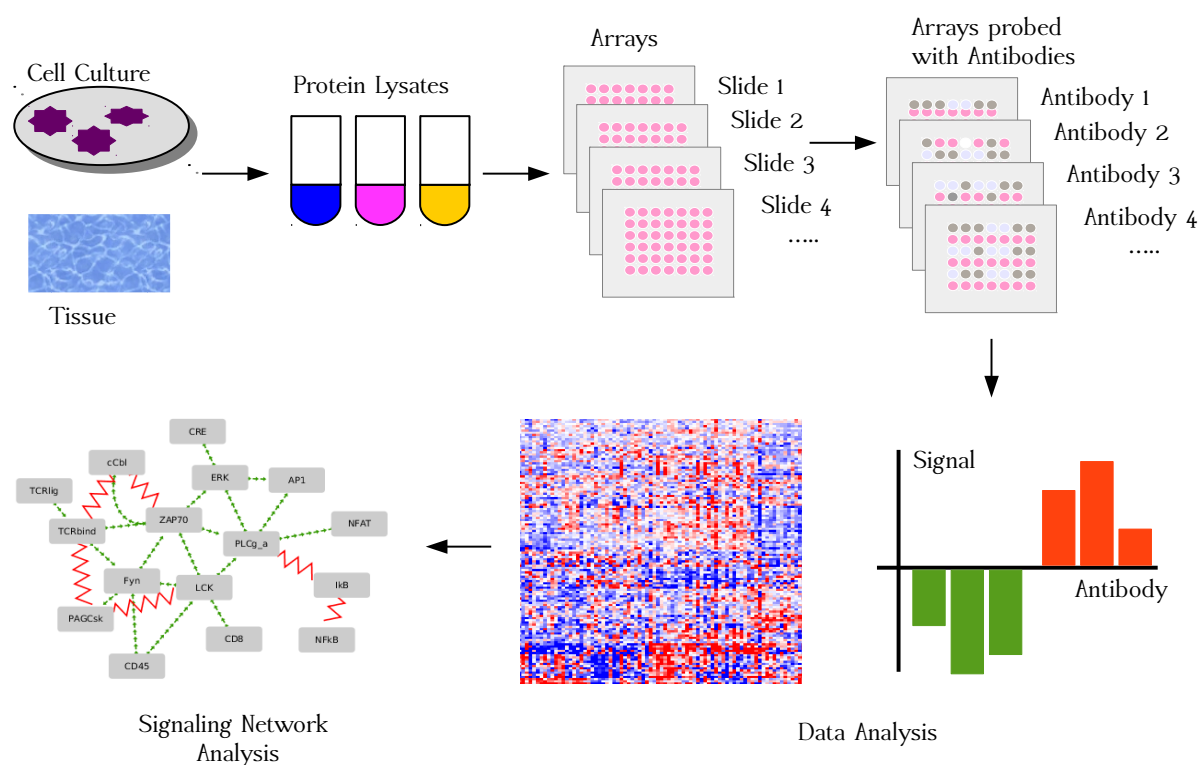 Cell Culture
Tissue
Protein Lysates
Arrays
Slide 1
Slide 2
Slide 3
Slide 4
.....
Arrays probed
with Antibodies
Antibody 1
Antibody 2
Antibody 3
Antibody 4
.....
Signal
Antibody
Data Analysis
CRE
cCbl
ERK
AP1
TCRlig
ZAP70
NFAT
TCRbind
PLCg_a
Fyn
LCK
IkB
PAGCsk
CD8
NFkB
CD45
Signaling Network
Analysis